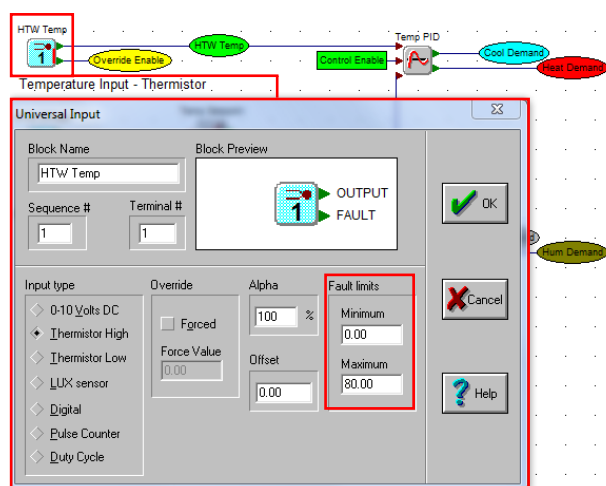 HTW Temp
1
Override Enable
HTW Temp
Temp PID
Control Enable
Cool Demand
Heat Demand
Temperature Input - Thermistor
Universal Input
Block Name
HTW Temp
Sequence #
1
Terminal #
1
Block Preview
1
OUTPUT
FAULT
OK
Hum Demand
Input type
0-10 Volts DC
Thermistor High
Thermistor Low
LUX sensor
Digital
Pulse Counter
Duty Cycle
Override
Forced
Force Value
0.00
Alpha
100 %
Offset
0.00
Fault limits
Minimum
0.00
Maximum
80.00
Cancel
Help